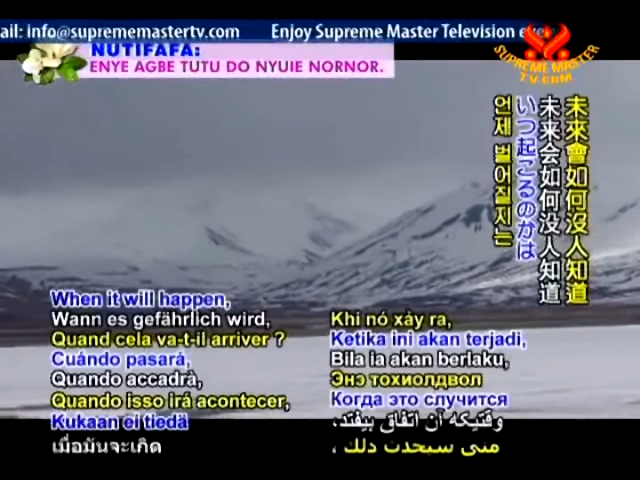 ail: info@suprememastertv.com Enjoy Supreme Master Television
NUTIFAFA:
ENYE AGBE TUTU DO NYUIE NORNOR.
SUPREME MASTER
TV.COM
未來會如何沒人知道
未来会如何没人知道
いつ起こるのかは
언제 벌어질지는
When it will happen,
Wann es gefährlich wird,
Quand cela va-t-il arriver ?
Cuándo pasará,
Quando accadrà,
Quando isso irá acontecer,
Kukaan ei tiedä
เมื่อมันจะเกิด
Khi nó xảy ra,
Ketika ini akan terjadi,
Bila ia akan berlaku,
Энэ тохиолдвол
Когда это случится
وقتیکه آن اتفاق بیفتد،
متى سيحدث ذلك ،